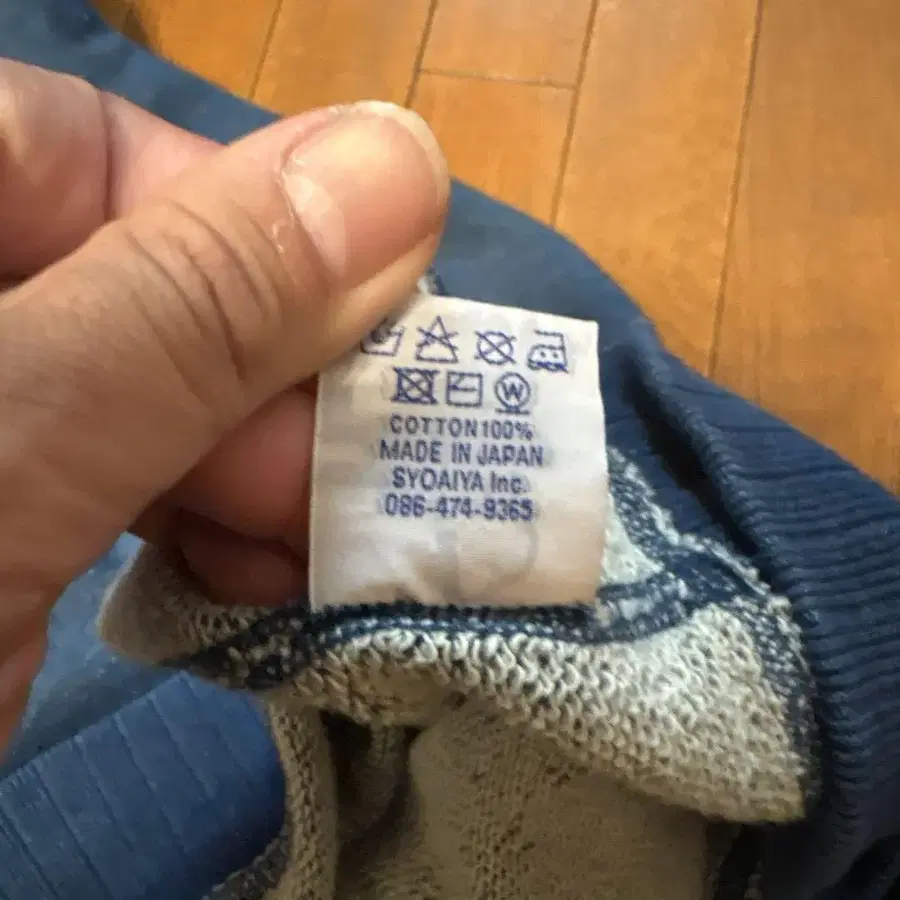 W
COTTON 100%
MADE IN JAPAN
SYOAIYA Inc.
086-474-9365